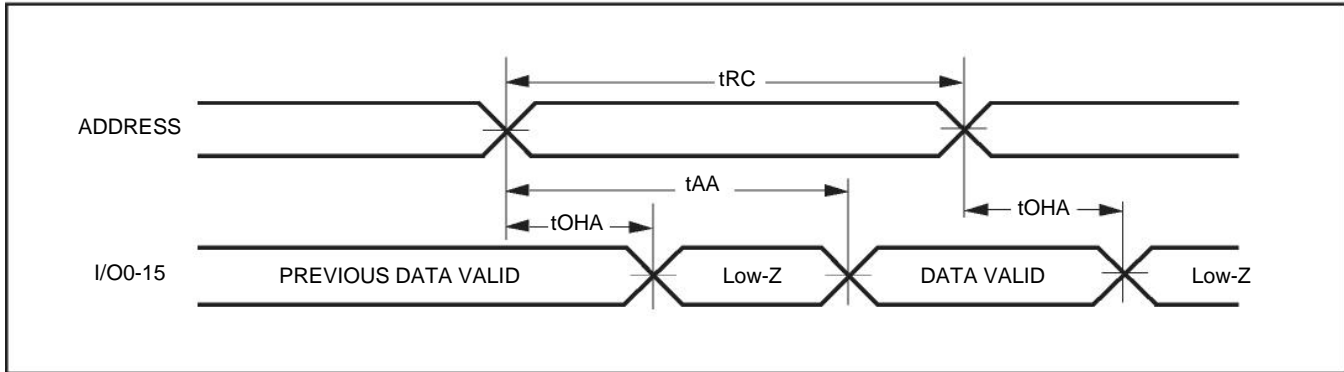 tRC
ADDRESS
tAA
tOHA
tOHA
I/O0-15
PREVIOUS DATA VALID
Low-Z
DATA VALID
Low-Z